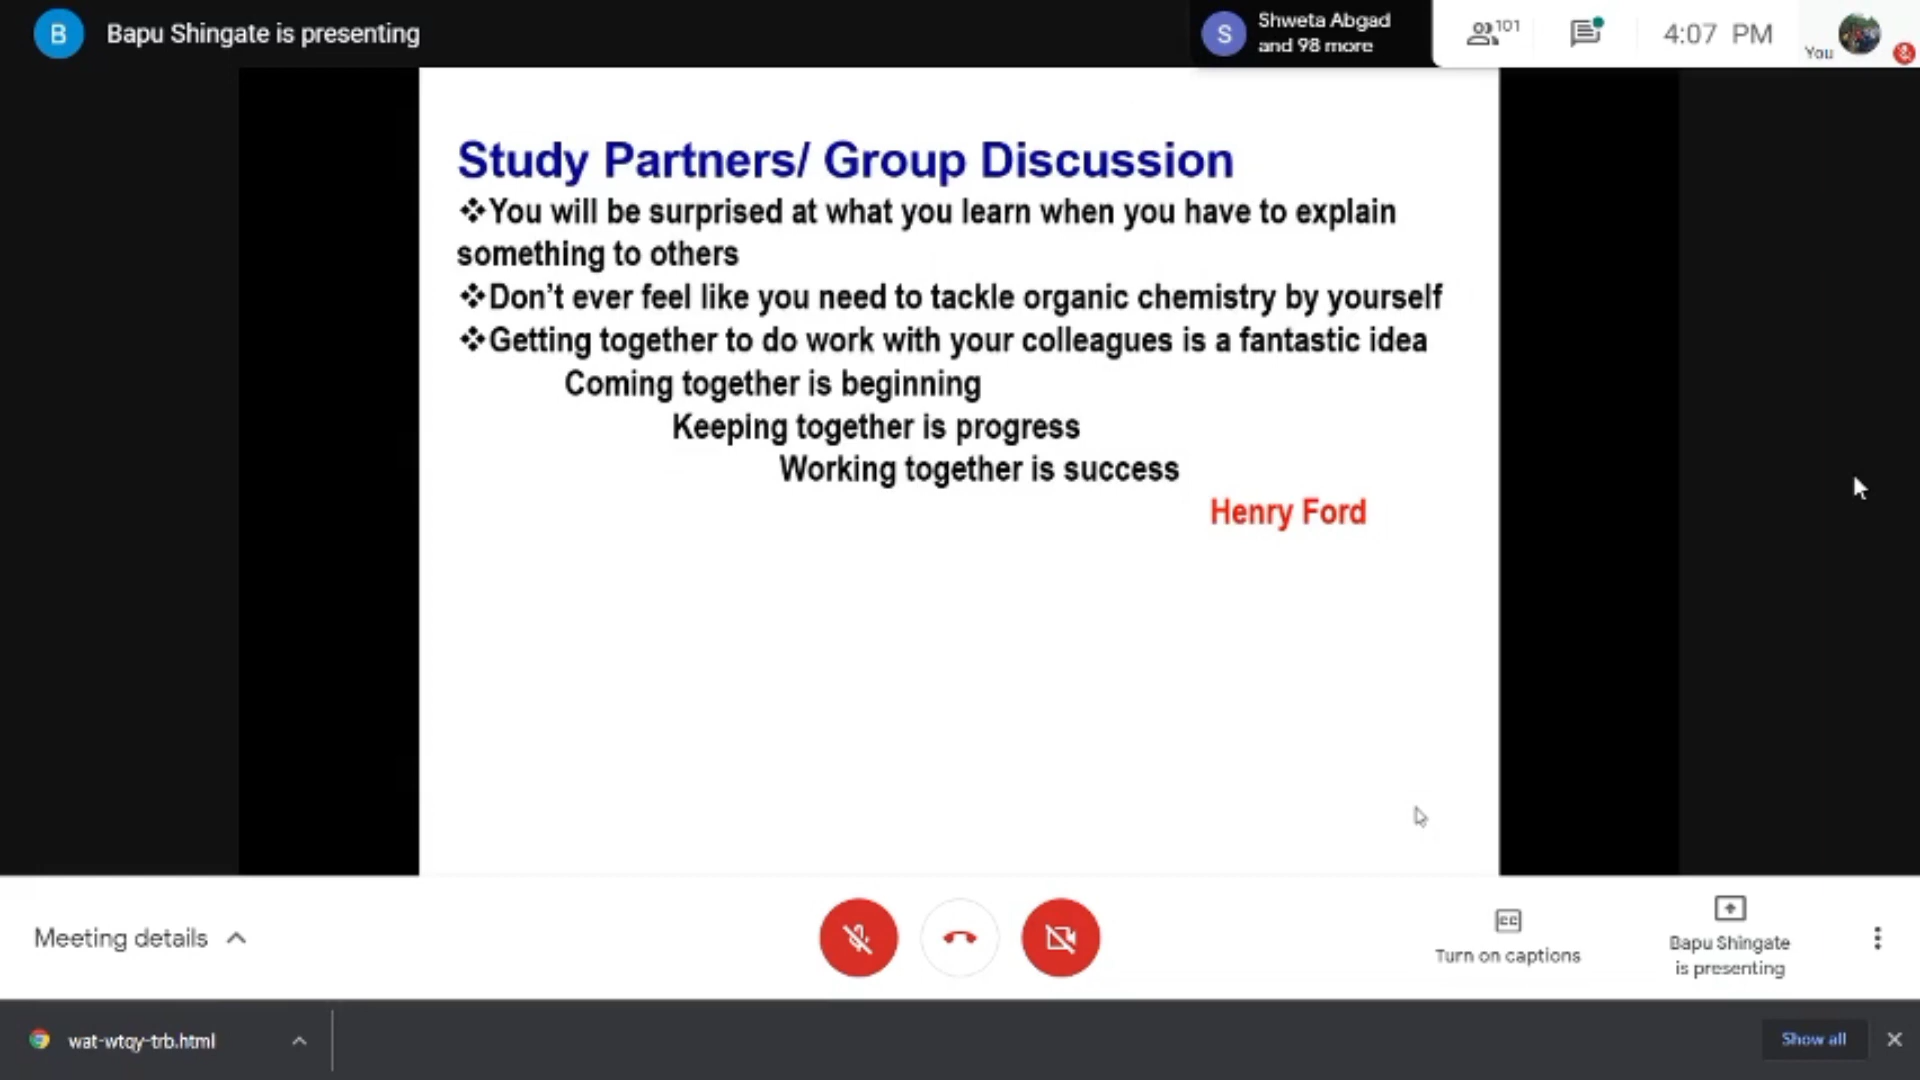 B
Bapu Shingate is presenting
S
Shweta Abgad
and 98 more
101
4:07 PM
You
Study Partners/ Group Discussion
❖You will be surprised at what you learn when you have to explain
something to others
❖Don't ever feel like you need to tackle organic chemistry by yourself
❖Getting together to do work with your colleagues is a fantastic idea
Coming together is beginning
Keeping together is progress
Working together is success
Henry Ford
Meeting details
CC
Turn on captions
Bapu Shingate
is presenting
wat-wtqy-trb.html
Show all